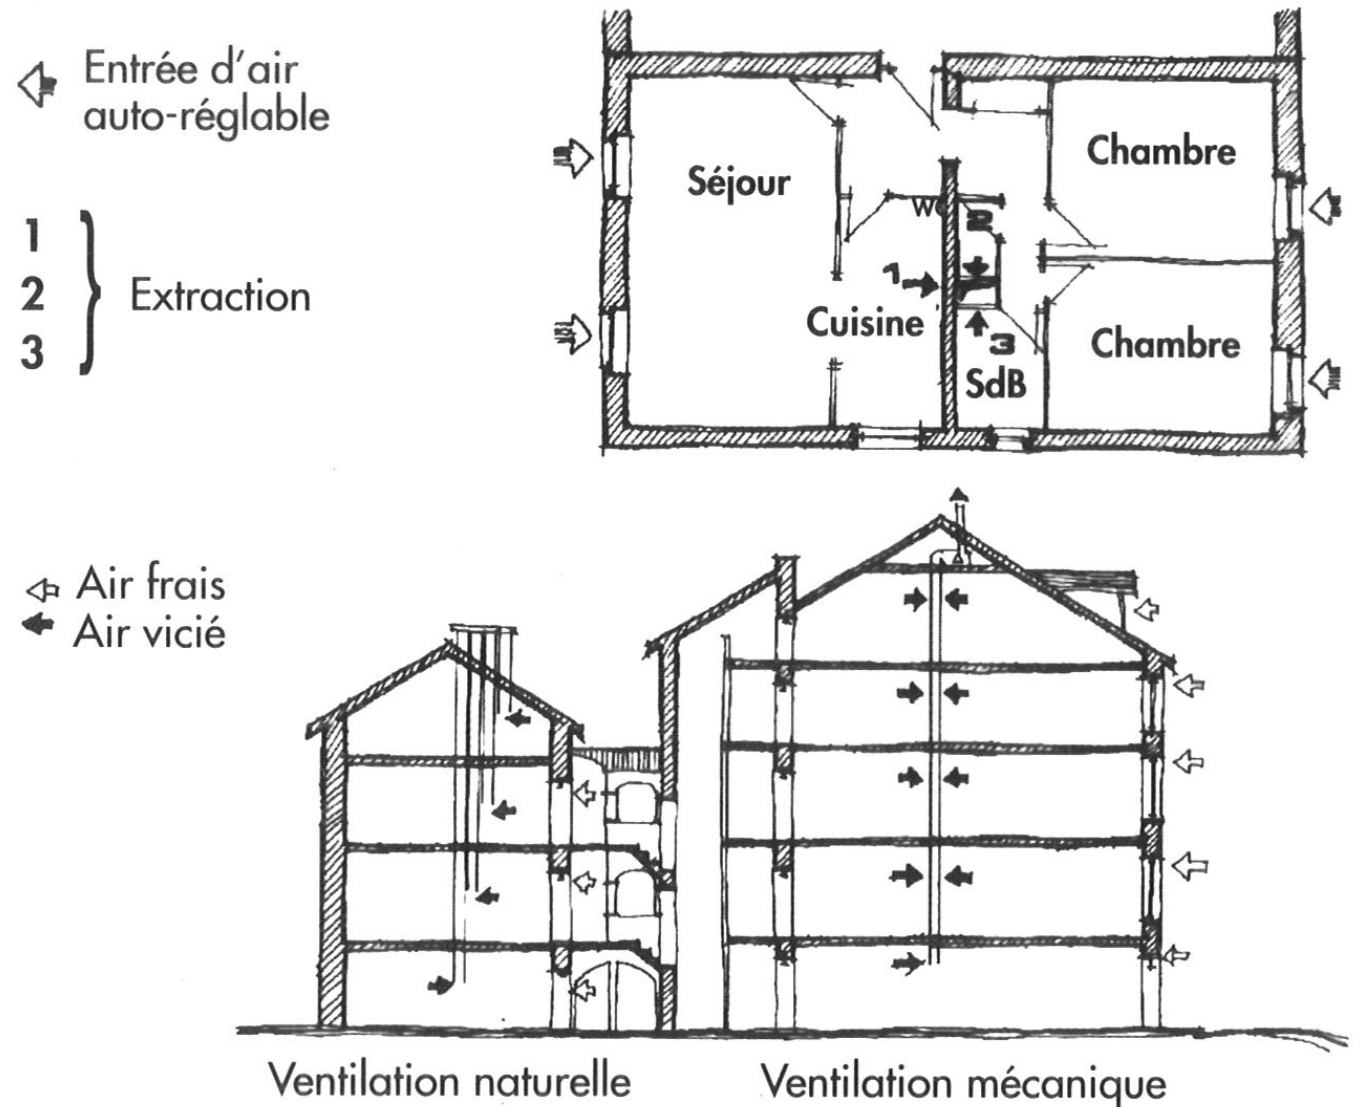 Entrée d'air
auto-réglable
1
2
3
Extraction
Séjour
Chambre
WC
2
1
Cuisine
3
SdB
Chambre
Air frais
Air vicié
Ventilation naturelle
Ventilation mécanique